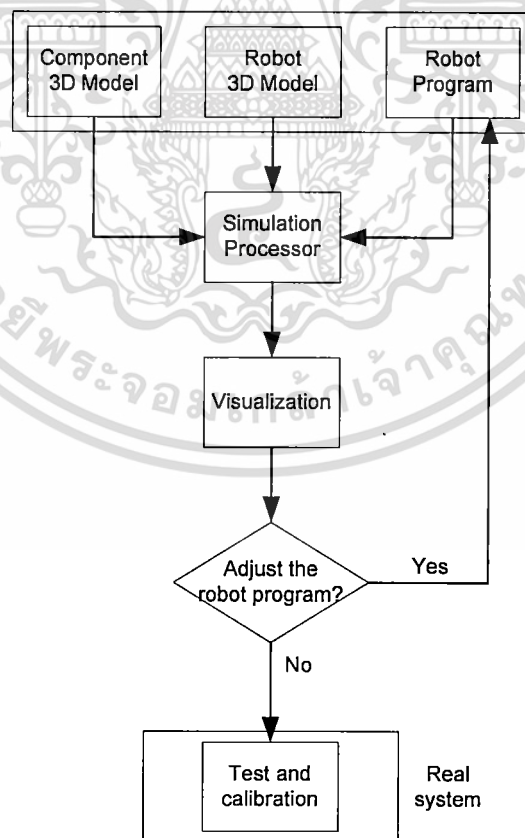 Component
3D Model
Robot
3D Model
Robot
Program
Simulation
Processor
Visualization
Adjust the
robot program?
Yes
No
Test and
calibration
Real
system